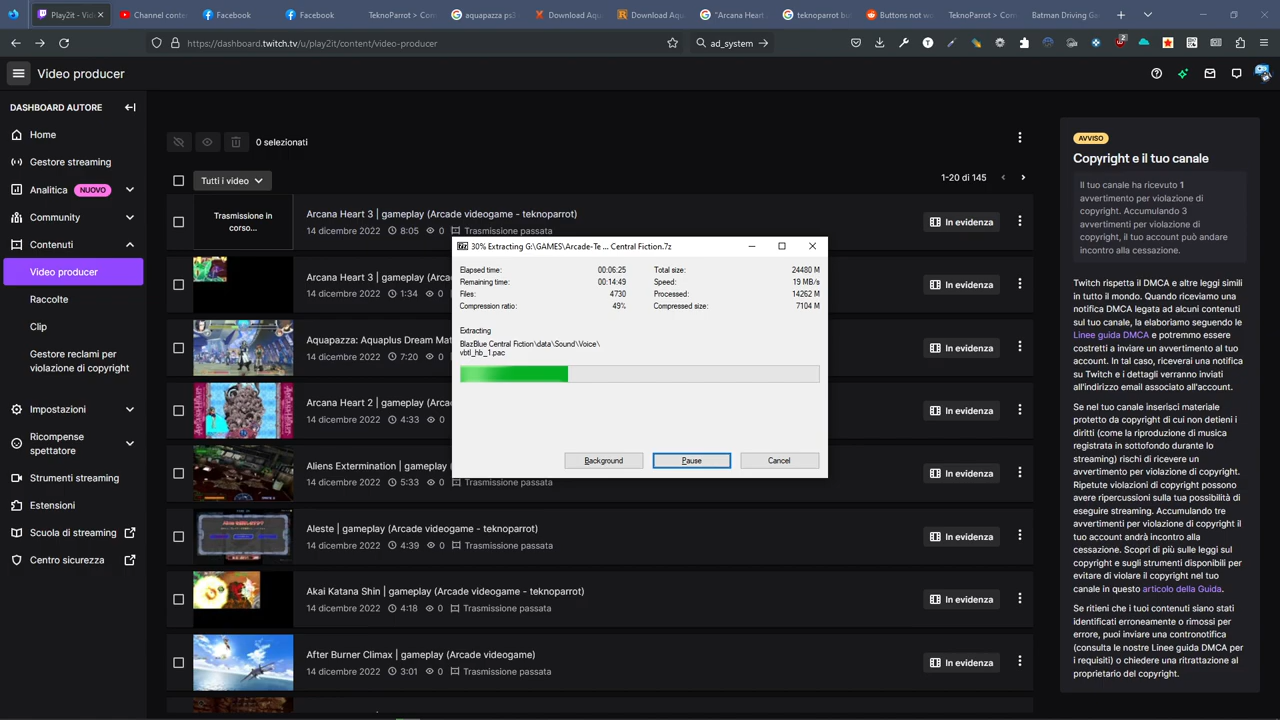 Play2it - Video
Channel conte
Facebook
Facebook
TeknoParrot > Com
aquapazza ps3
Download Aqu
Download Aqu
"Arcana Heart
teknoparrot bu
Buttons not w
TeknoParrot > Com
Batman Driving Ga
https://dashboard.twitch.tv/u/play2it/content/video-producer
ad_system
2
Video producer
DASHBOARD AUTORE
Home
Gestore streaming
Analitica NUOVO
Community
Contenuti
Video producer
Raccolte
Clip
Gestore reclami per
violazione di copyright
Impostazioni
Ricompense
spettatore
Strumenti streaming
Estensioni
Scuola di streaming
Centro sicurezza
0 selezionati
Tutti i video
1-20 di 145
Trasmissione in
corso...
Arcana Heart 3 | gameplay (Arcade videogame - teknoparrot)
14 dicembre 2022 8:05 0 Trasmissione passata
In evidenza
Arcana Heart 3 | gamepla
14 dicembre 2022 1:34 0
In evidenza
Aquapazza: Aquaplus Dream Mat
14 dicembre 2022 7:20 0
In evidenza
Arcana Heart 2 | gameplay (Arca
14 dicembre 2022 4:33 0
In evidenza
Aliens Extermination | gameplay
14 dicembre 2022 5:33 0 Trasmissione passata
In evidenza
Aleste | gameplay (Arcade videogame - teknoparrot)
14 dicembre 2022 4:39 0 Trasmissione passata
In evidenza
Akai Katana Shin | gameplay (Arcade videogame - teknoparrot)
14 dicembre 2022 4:18 0 Trasmissione passata
In evidenza
After Burner Climax | gameplay (Arcade videogame)
14 dicembre 2022 3:01 0 Trasmissione passata
In evidenza
30% Extracting G:\GAMES\Arcade-Te ... Central Fiction.7z
Elapsed time: 00:06:25 Total size: 24480 M
Remaining time: 00:14:49 Speed: 19 MB/s
Files: 4730 Processed: 14262 M
Compression ratio: 49% Compressed size: 7104 M
Extracting
BlazBlue Central Fiction\data\Sound\Voice\
vbtl_hb_1.pac
Background
Pause
Cancel
AVVISO
Copyright e il tuo canale
Il tuo canale ha ricevuto 1
avvertimento per violazione di
copyright. Accumulando 3
avvertimenti per violazione di
copyright, il tuo account può andare
incontro alla cessazione.
Twitch rispetta il DMCA e altre leggi simili
in tutto il mondo. Quando riceviamo una
notifica DMCA legata ad alcuni contenuti
sul tuo canale, la elaboriamo seguendo le
Linee guida DMCA e potremmo essere
costretti a inviare un avvertimento al tuo
account. In tal caso, riceverai una notifica
su Twitch e i dettagli verranno inviati
all'indirizzo email associato all'account.
Se nel tuo canale inserisci materiale
protetto da copyright di cui non detieni i
diritti (come la riproduzione di musica
registrata in sottofondo durante lo
streaming) rischi di ricevere un
avvertimento per violazione di copyright.
Ripetute violazioni di copyright possono
avere ripercussioni sulla tua possibilità di
eseguire streaming. Accumulando tre
avvertimenti per violazione di copyright il
tuo account andrà incontro alla
cessazione. Scopri di più sulle leggi sul
copyright e sugli strumenti disponibili per
evitare di violare il copyright nel tuo
canale in questo articolo della Guida.
Se ritieni che i tuoi contenuti siano stati
identificati erroneamente o rimossi per
errore, puoi inviare una contronotifica
(consulta le nostre Linee guida DMCA per
i requisiti) o chiedere una ritrattazione al
proprietario del copyright.